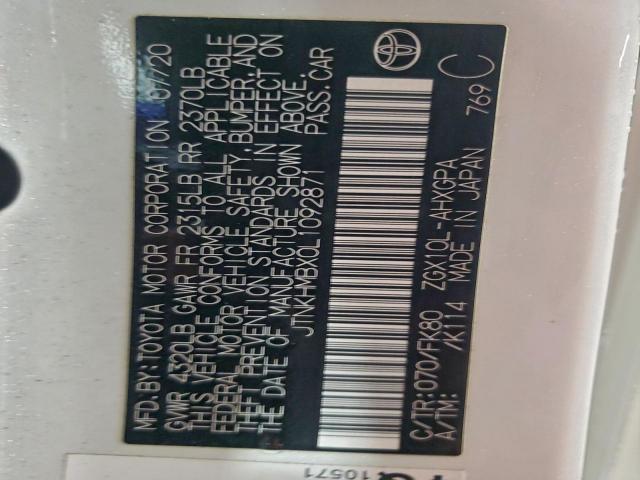 MFD. BY: TOYOTA MOTOR CORPORATION 07/20
GVWR 4320LB GAWR FR 2315LB RR 2370LB
THIS VEHICLE CONFORMS TO ALL APPLICABLE
FEDERAL MOTOR VEHICLE SAFETY, BUMPER, AND
THEFT PREVENTION STANDARDS IN EFFECT ON
THE DATE OF MANUFACTURE SHOWN ABOVE.
JTNKHMBX0L1092871 PASS. CAR
C/TR: 070/FK80 ZGX10L-AHXGPA
A/TM: /K114 MADE IN JAPAN 769 C
10571